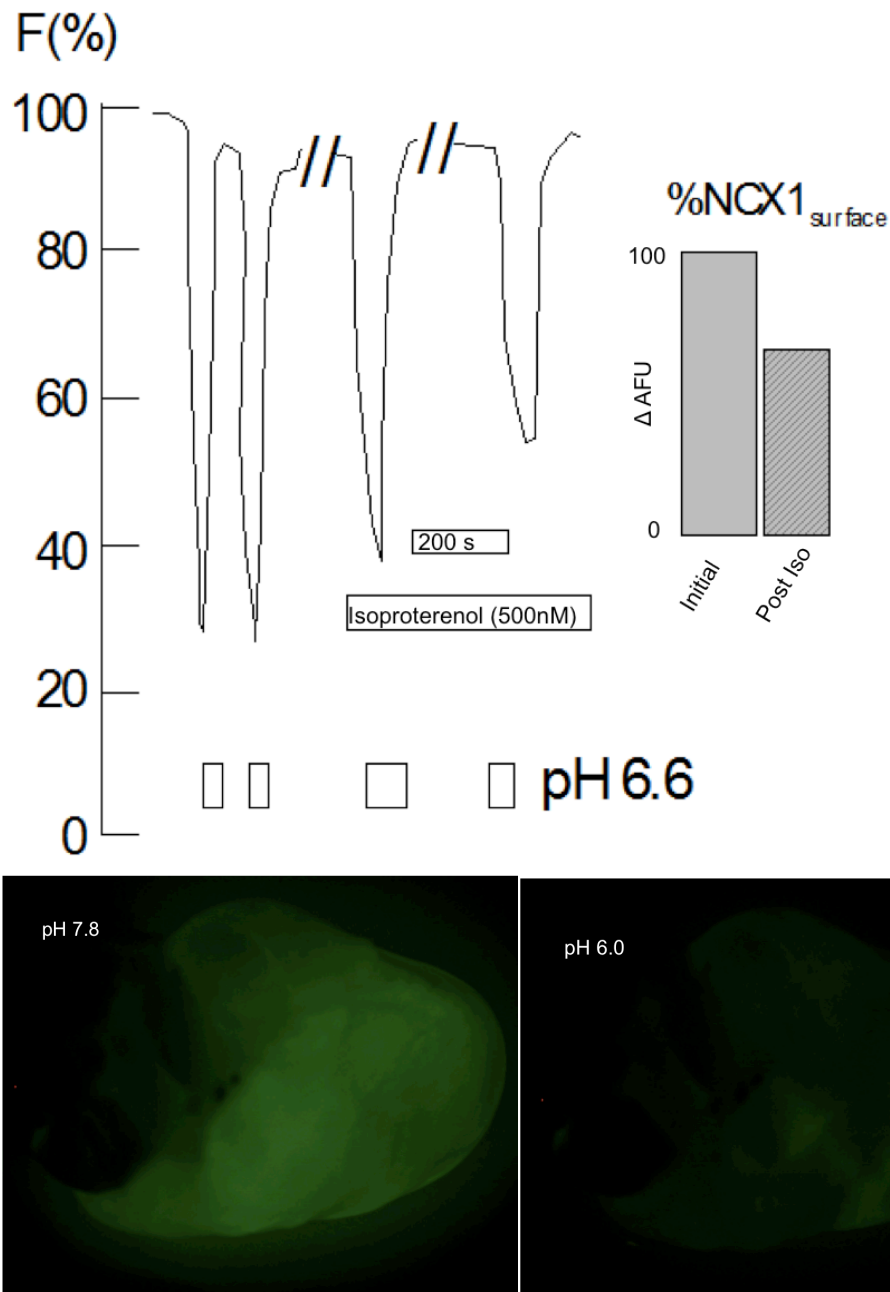 F(%)
100
80
60
40
20
0
//
//
200 s
Isoproterenol (500nM)
pH 6.6
%NCX1surface
100
Δ AFU
0
Initial
Post Iso
pH 7.8
pH 6.0